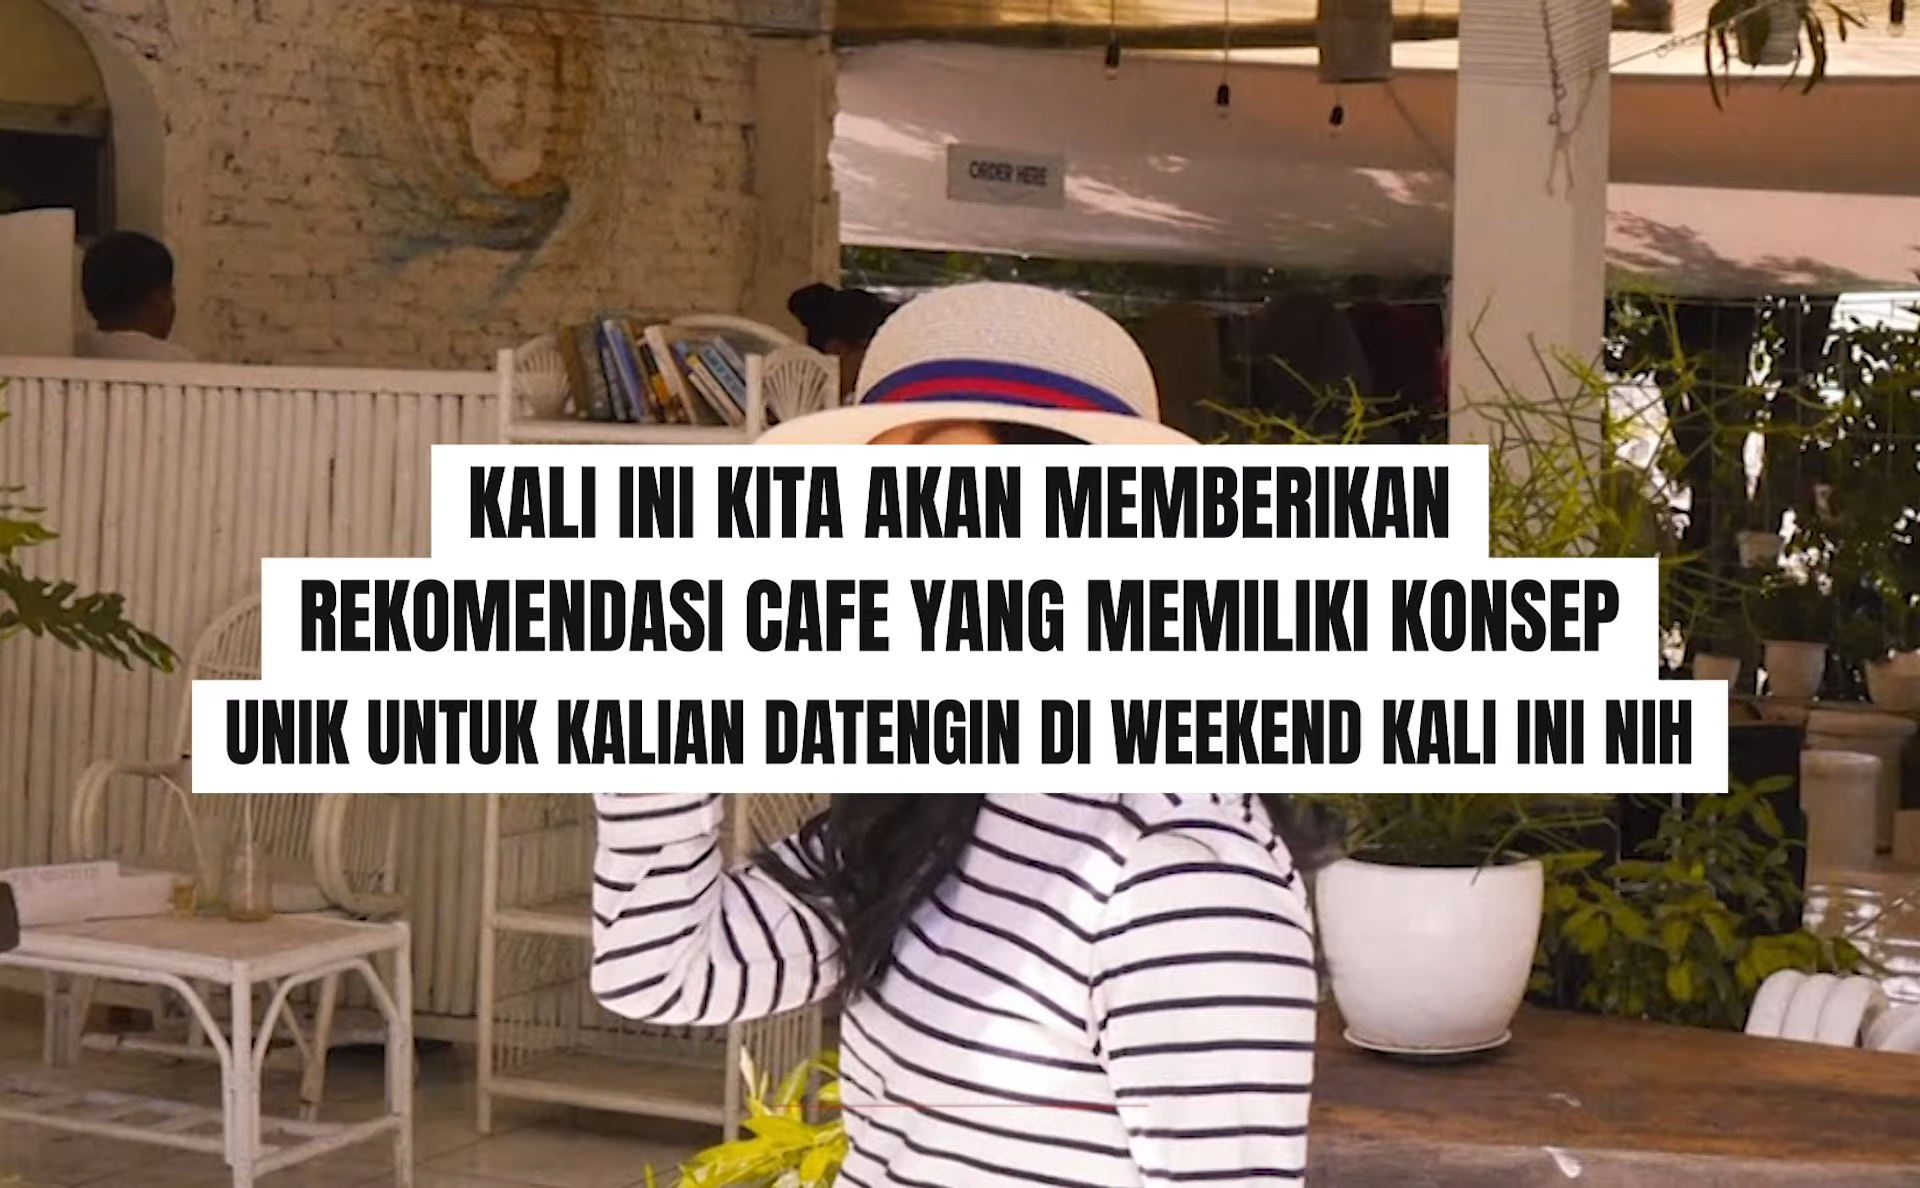 ORDER HERE
KALI INI KITA AKAN MEMBERIKAN
REKOMENDASI CAFE YANG MEMILIKI KONSEP
UNIK UNTUK KALIAN DATENGIN DI WEEKEND KALI INI NIH